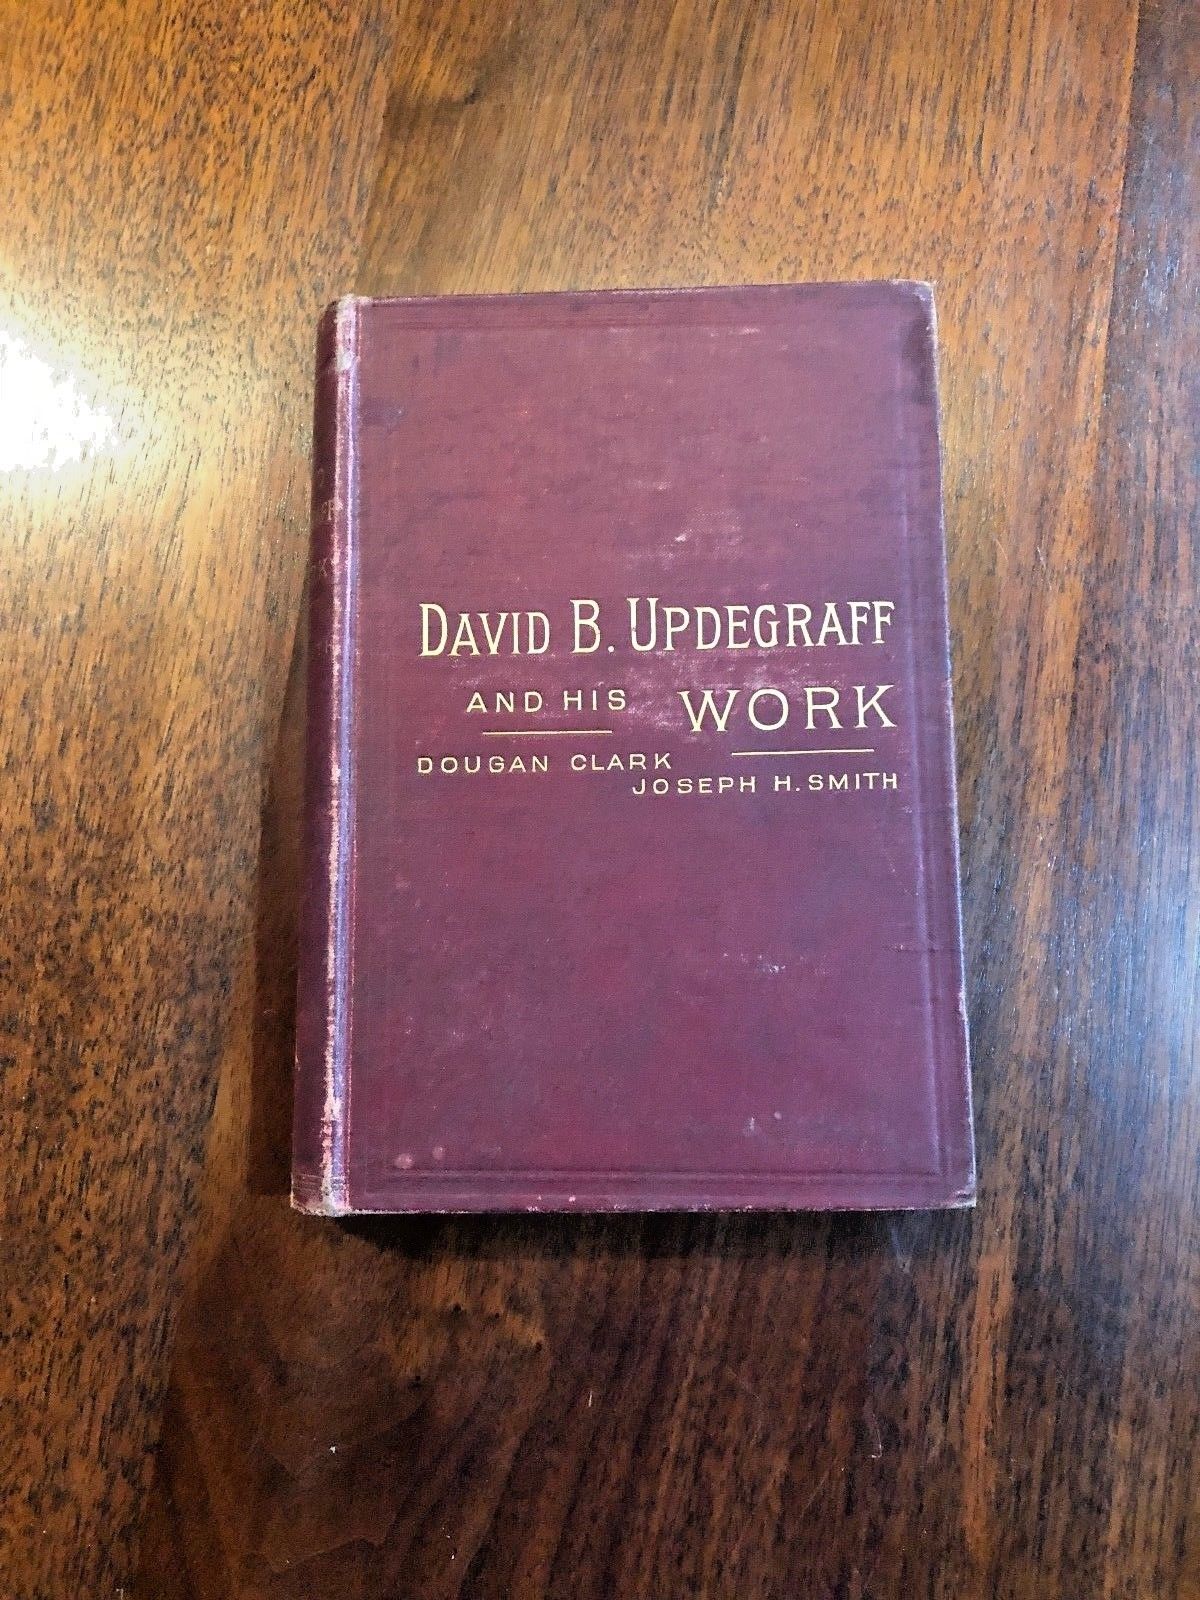 DAVID B. UPDEGRAFF
AND HIS WORK
DOUGAN CLARK
JOSEPH H. SMITH